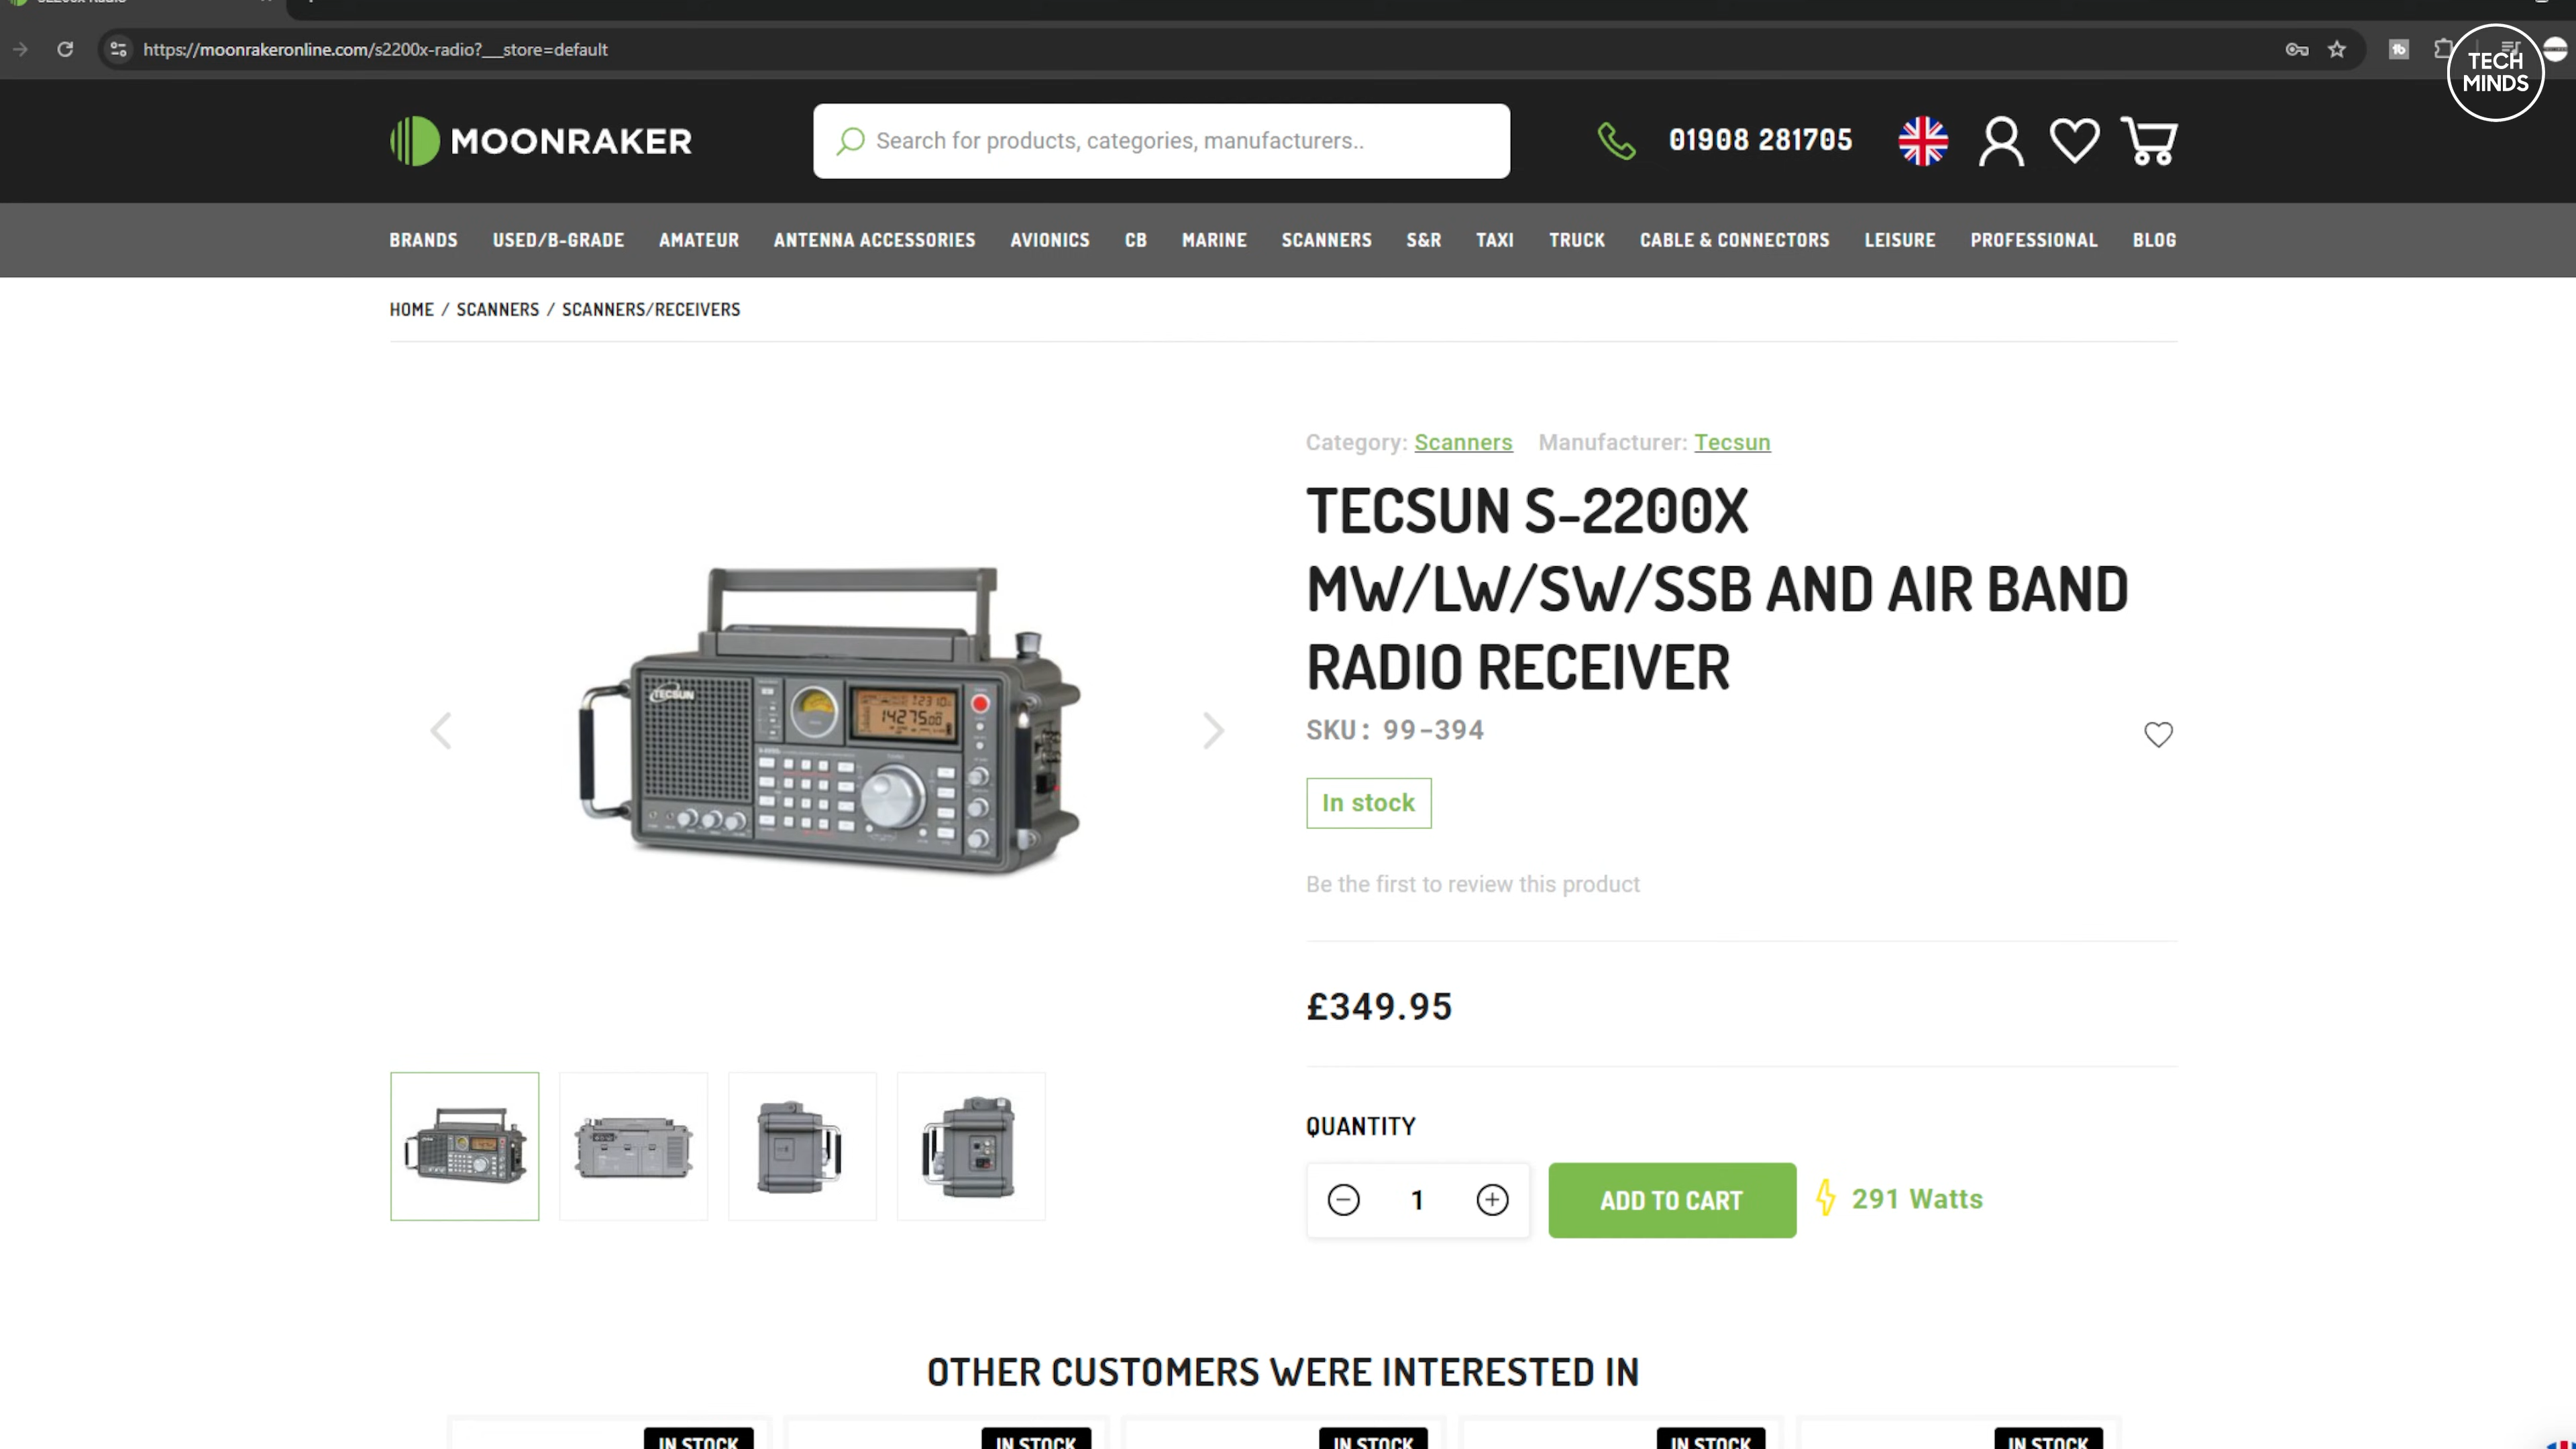 https://moonrakeronline.com/s2200x-radio?___store=default
TECH
MINDS
MOONRAKER
Search for products, categories, manufacturers..
01908 281705
BRANDS USED/B-GRADE AMATEUR ANTENNA ACCESSORIES AVIONICS CB MARINE SCANNERS S&R TAXI TRUCK CABLE & CONNECTORS LEISURE PROFESSIONAL BLOG
HOME / SCANNERS / SCANNERS/RECEIVERS
Category: Scanners Manufacturer: Tecsun
TECSUN S-2200X
MW/LW/SW/SSB AND AIR BAND
RADIO RECEIVER
SKU: 99-394
In stock
Be the first to review this product
£349.95
TECSUN
14275.00
QUANTITY
1
ADD TO CART
291 Watts
OTHER CUSTOMERS WERE INTERESTED IN
IN STOCK IN STOCK IN STOCK IN STOCK IN STOCK